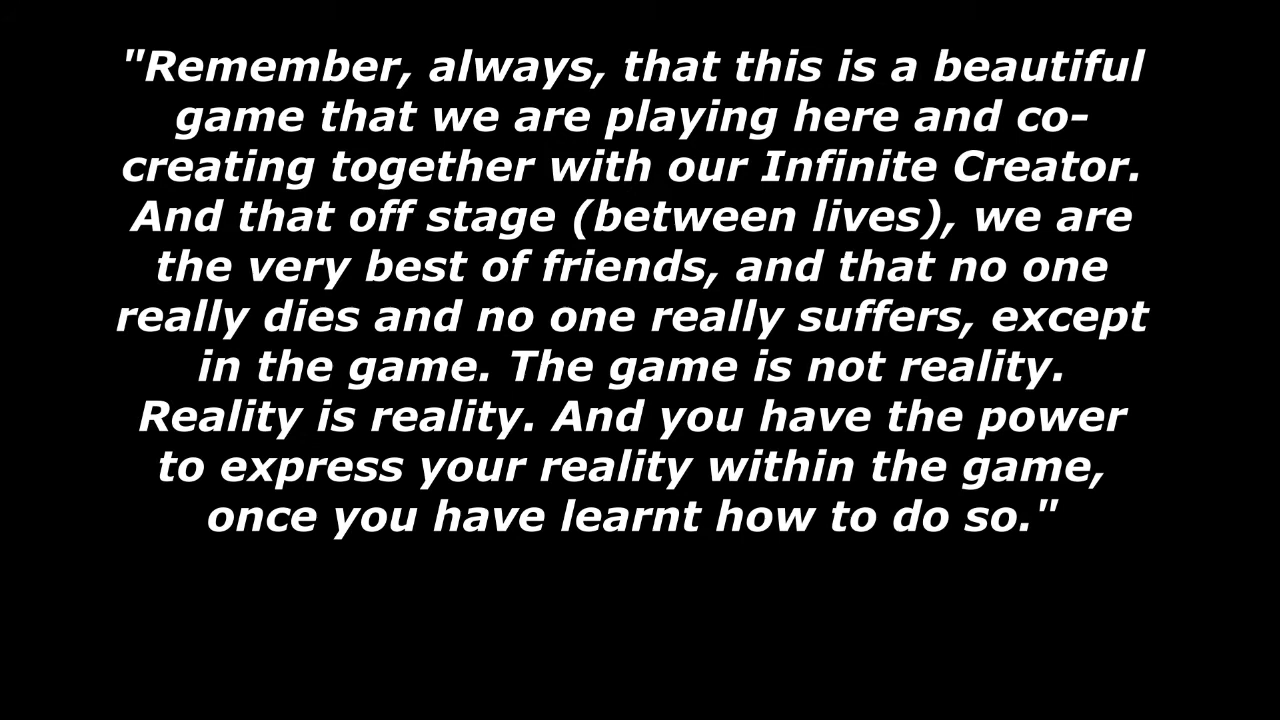 "Remember, always, that this is a beautiful
game that we are playing here and co-
creating together with our Infinite Creator.
And that off stage (between lives), we are
the very best of friends, and that no one
really dies and no one really suffers, except
in the game. The game is not reality.
Reality is reality. And you have the power
to express your reality within the game,
once you have learnt how to do so."